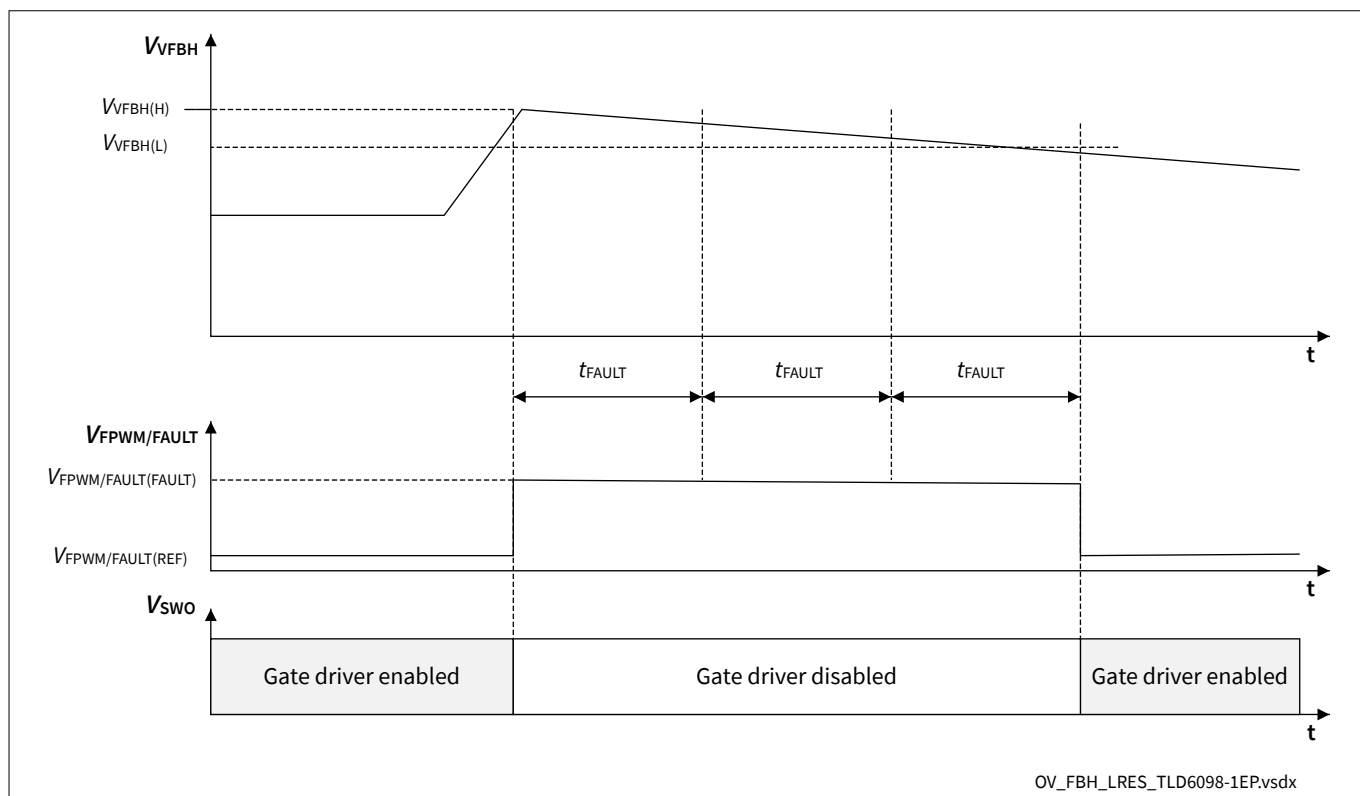 VVFBH
VVFBH(H)
VVFBH(L)
t
tFAULT tFAULT tFAULT
VFPWM/FAULT
VFPWM/FAULT(FAULT)
VFPWM/FAULT(REF)
t
VSWO
Gate driver enabled Gate driver disabled Gate driver enabled
t
OV_FBH_LRES_TLD6098-1EP.vsdx